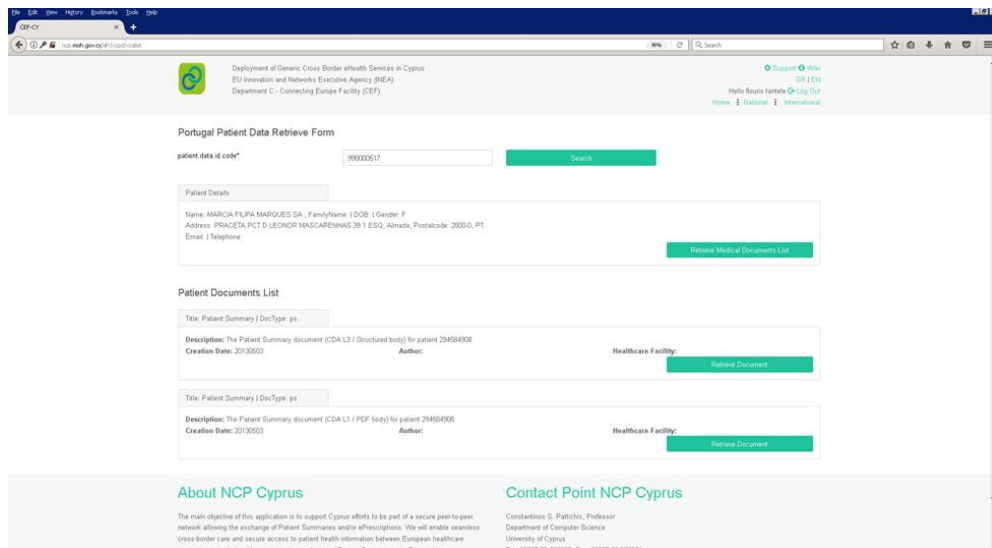 File Edit View History Bookmarks Tools Help
CEF-CY × +
ncp.moh.gov.cy/#!/ 90% Search
Deployment of Generic Cross Border eHealth Services in Cyprus
EU Innovation and Networks Executive Agency (INEA)
Department C - Connecting Europe Facility (CEF)
Support Wiki
GR | EN
Hello flouris tantele Log Out
Home National International
Portugal Patient Data Retrieve Form
patient.data.id.code* 990000517 Search
Patient Details
Name: MARCIA FILIPA MARQUES SA , FamilyName: | DOB: | Gender: F
Address: PRACETA PCT D LEONOR MASCARENHAS 39 1 ESQ, Almada, Postalcode: 2800-0, PT
Email: | Telephone:
Retrieve Medical Documents List
Patient Documents List
Title: Patient Summary | DocType: ps
Description: The Patient Summary document (CDA L3 / Structured body) for patient 294584908
Creation Date: 20130503 Author: Healthcare Facility:
Retrieve Document
Title: Patient Summary | DocType: ps
Description: The Patient Summary document (CDA L1 / PDF body) for patient 294584908
Creation Date: 20130503 Author: Healthcare Facility:
Retrieve Document
About NCP Cyprus
The main objective of this application is to support Cyprus efforts to be part of a secure peer-to-peer
network allowing the exchange of Patient Summaries and/or ePrescriptions. We will enable seamless
cross-border care and secure access to patient health information between European healthcare
Contact Point NCP Cyprus
Constantinos S. Pattichis, Professor
Department of Computer Science
University of Cyprus